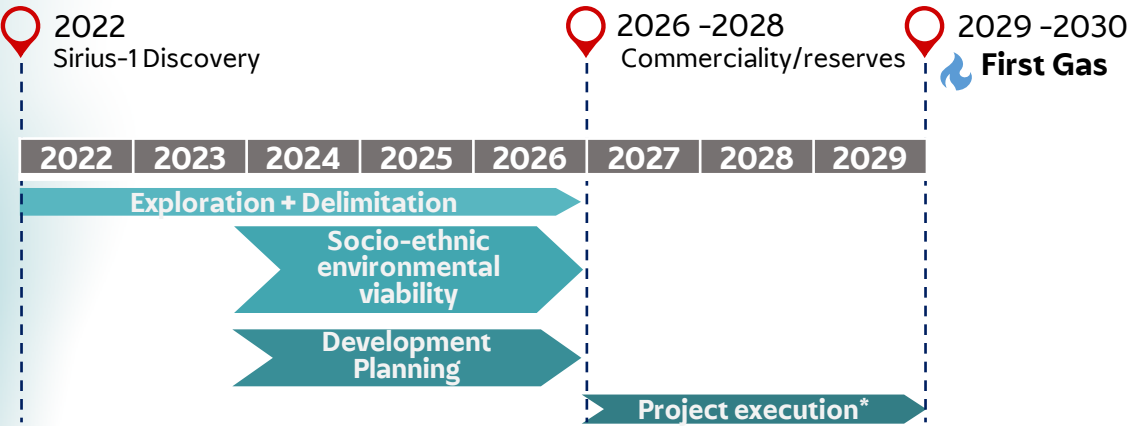 2022
Sirius-1 Discovery
2026 -2028
Commerciality/reserves
2029 -2030
First Gas
2022 2023 2024 2025 2026 2027 2028 2029
Exploration + Delimitation
Socio-ethnic
environmental
viability
Development
Planning
Project execution*